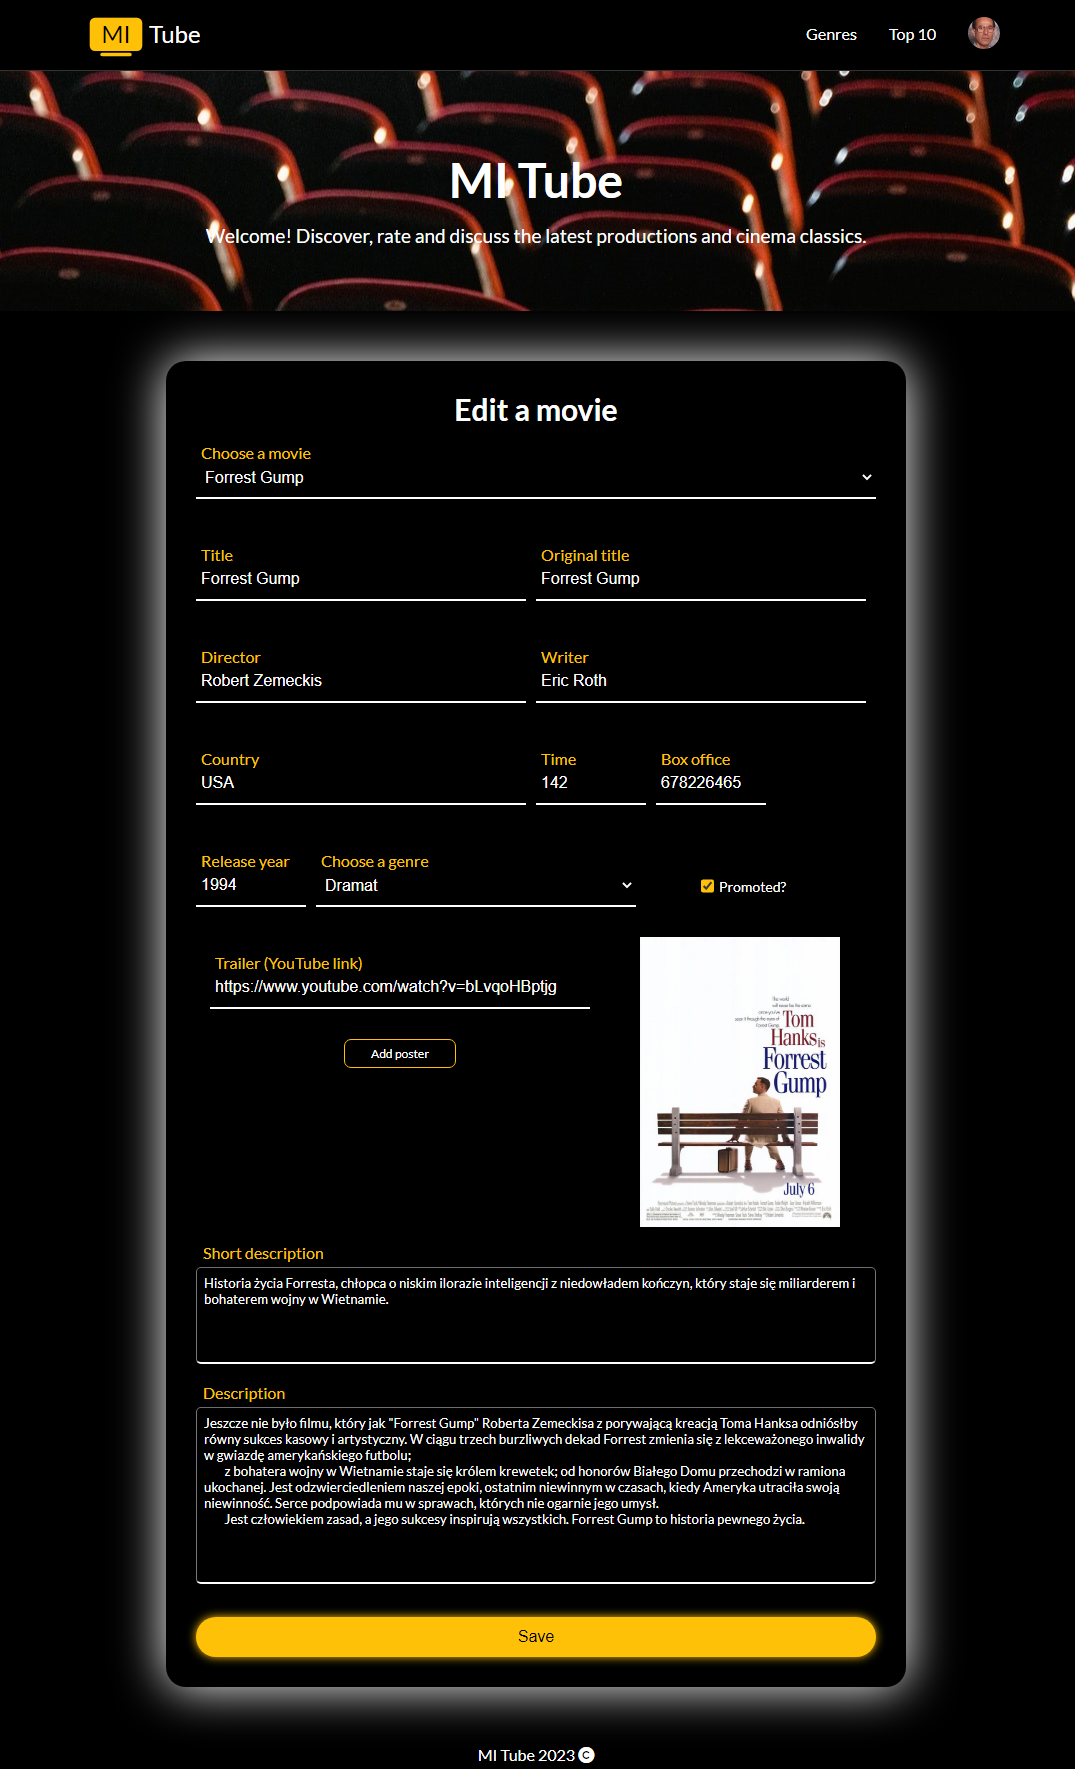 MI Tube
Genres
Top 10
MI Tube
Welcome! Discover, rate and discuss the latest productions and cinema classics.
Edit a movie
Choose a movie
Forrest Gump
Title
Original title
Forrest Gump
Forrest Gump
Director
Writer
Robert Zemeckis
Eric Roth
Country
Time
Box office
USA
142
678226465
Release year
Choose a genre
1994
Dramat
Promoted?
Trailer (YouTube link)
https://www.youtube.com/watch?v=bLvqoHBptjg
Add poster
Tom
Hanks is
Forrest
Gump
July 6
Short description
Historia życia Forresta, chłopca o niskim ilorazie inteligencji z niedowładem kończyn, który staje się miliarderem i
bohaterem wojny w Wietnamie.
Description
Jeszcze nie było filmu, który jak "Forrest Gump" Roberta Zemeckisa z porywającą kreacją Toma Hanksa odniósłby
równy sukces kasowy i artystyczny. W ciągu trzech burzliwych dekad Forrest zmienia się z lekceważonego inwalidy
w gwiazdę amerykańskiego futbolu;
z bohatera wojny w Wietnamie staje się królem krewetek; od honorów Białego Domu przechodzi w ramiona
ukochanej. Jest odzwierciedleniem naszej epoki, ostatnim niewinnym w czasach, kiedy Ameryka utraciła swoją
niewinność. Serce podpowiada mu w sprawach, których nie ogarnie jego umysł.
Jest człowiekiem zasad, a jego sukcesy inspirują wszystkich. Forrest Gump to historia pewnego życia.
Save
MI Tube 2023 ©